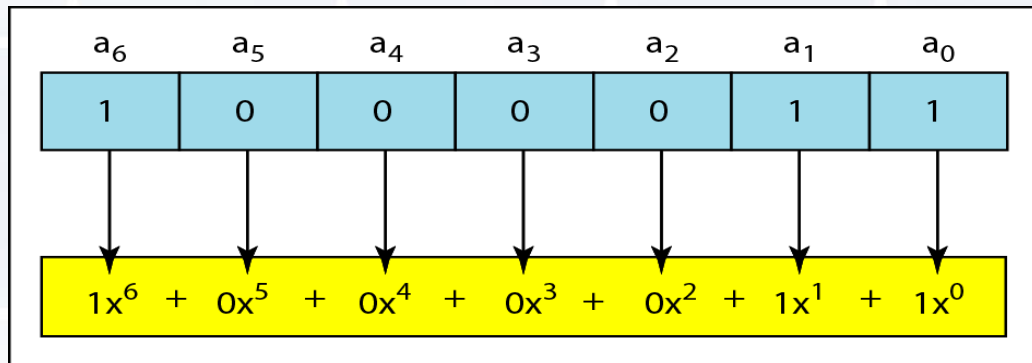 a₆ a₅ a₄ a₃ a₂ a₁ a₀
1 0 0 0 0 1 1
1x⁶ + 0x⁵ + 0x⁴ + 0x³ + 0x² + 1x¹ + 1x⁰